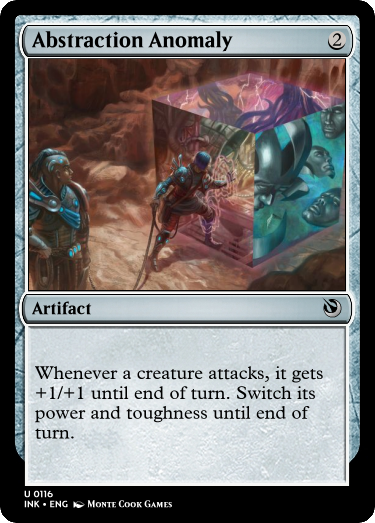 Abstraction Anomaly 2
Artifact
Whenever a creature attacks, it gets
+1/+1 until end of turn. Switch its
power and toughness until end of
turn.
U 0116
INK • ENG Monte Cook Games